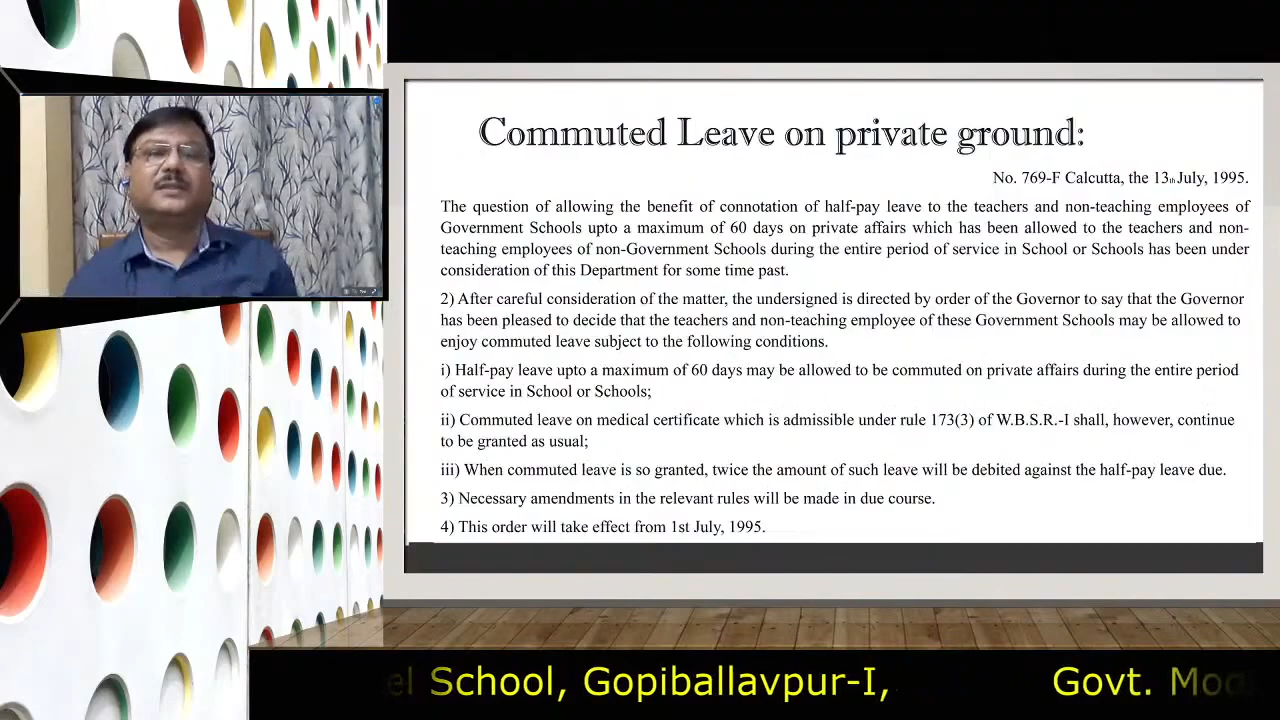 Commuted Leave on private ground:
No. 769-F Calcutta, the 13th July, 1995.
The question of allowing the benefit of connotation of half-pay leave to the teachers and non-teaching employees of
Government Schools upto a maximum of 60 days on private affairs which has been allowed to the teachers and non-
teaching employees of non-Government Schools during the entire period of service in School or Schools has been under
consideration of this Department for some time past.
2) After careful consideration of the matter, the undersigned is directed by order of the Governor to say that the Governor
has been pleased to decide that the teachers and non-teaching employee of these Government Schools may be allowed to
enjoy commuted leave subject to the following conditions.
i) Half-pay leave upto a maximum of 60 days may be allowed to be commuted on private affairs during the entire period
of service in School or Schools;
ii) Commuted leave on medical certificate which is admissible under rule 173(3) of W.B.S.R.-I shall, however, continue
to be granted as usual;
iii) When commuted leave is so granted, twice the amount of such leave will be debited against the half-pay leave due.
3) Necessary amendments in the relevant rules will be made in due course.
4) This order will take effect from 1st July, 1995.
el School, Gopiballavpur-I, Govt. Mod